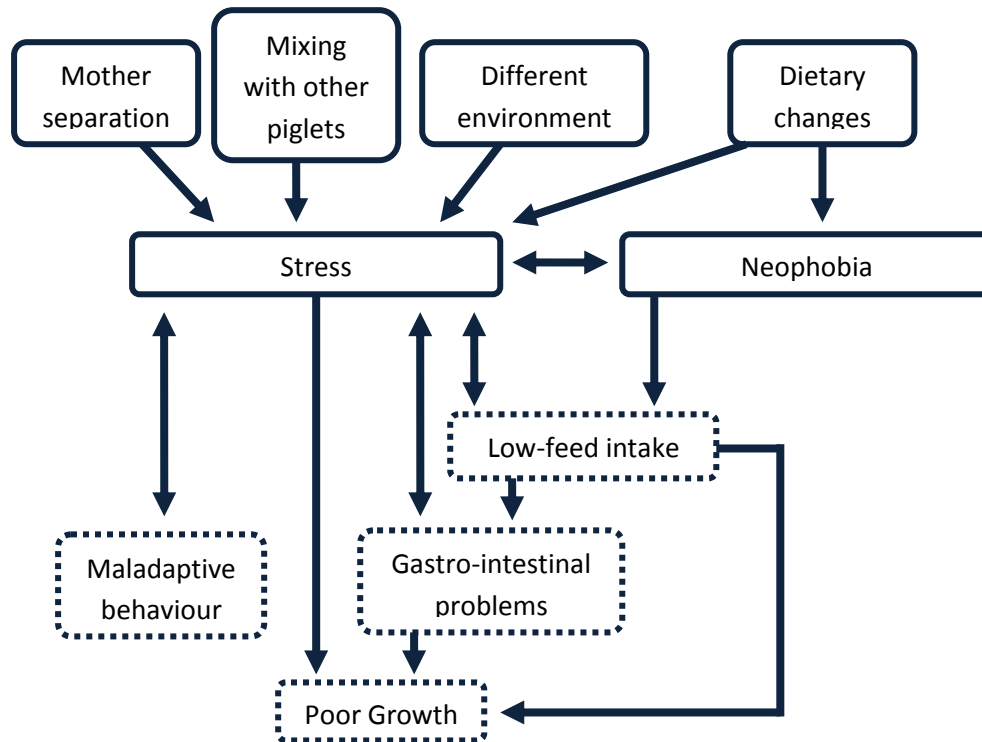 Mother
separation
Mixing
with other
piglets
Different
environment
Dietary
changes
Stress
Neophobia
Low-feed intake
Maladaptive
behaviour
Gastro-intestinal
problems
Poor Growth